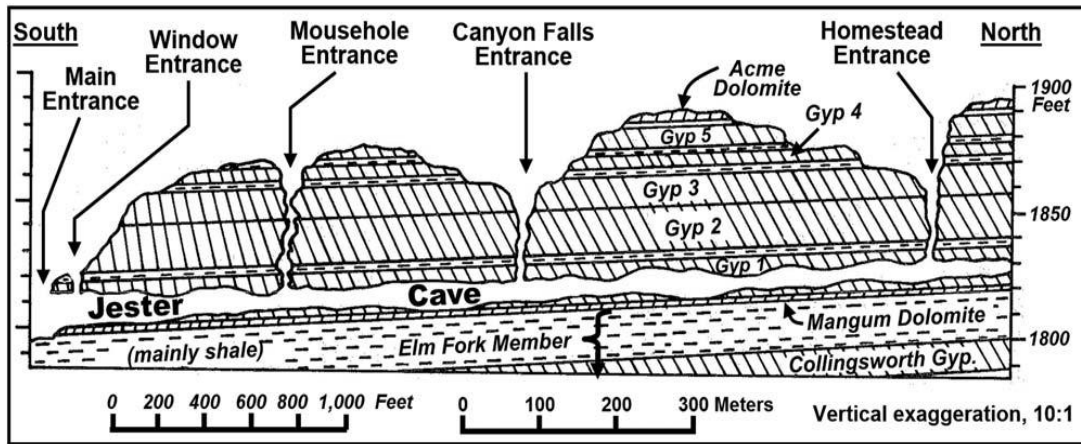 South
Main
Entrance
Window
Entrance
Mousehole
Entrance
Canyon Falls
Entrance
Acme
Dolomite
Homestead
Entrance
North
1900
Feet
Gyp 5
Gyp 4
Gyp 3
Gyp 2
Gyp 1
1850
Jester Cave
Mangum Dolomite
(mainly shale)
Elm Fork Member
1800
Collingsworth Gyp.
0 200 400 600 800 1,000 Feet
0 100 200 300 Meters
Vertical exaggeration, 10:1